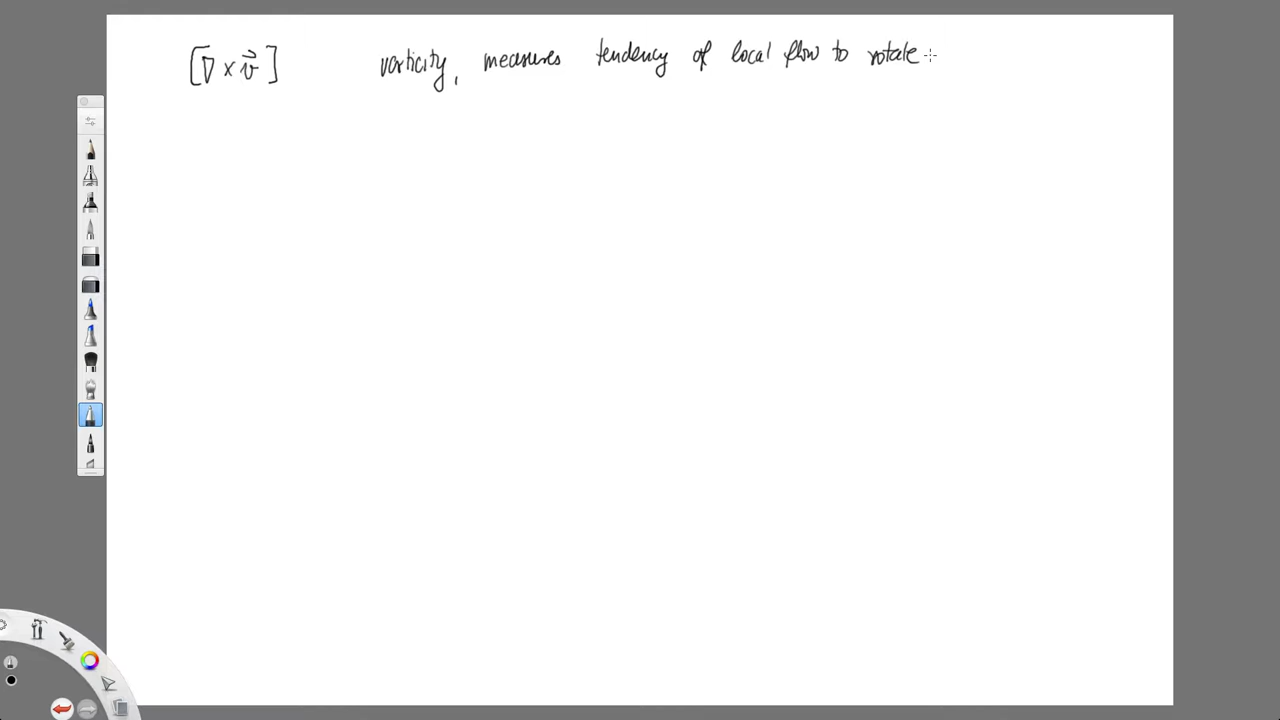 [∇ × v⃗] vorticity, measures tendency of local flow to rotate